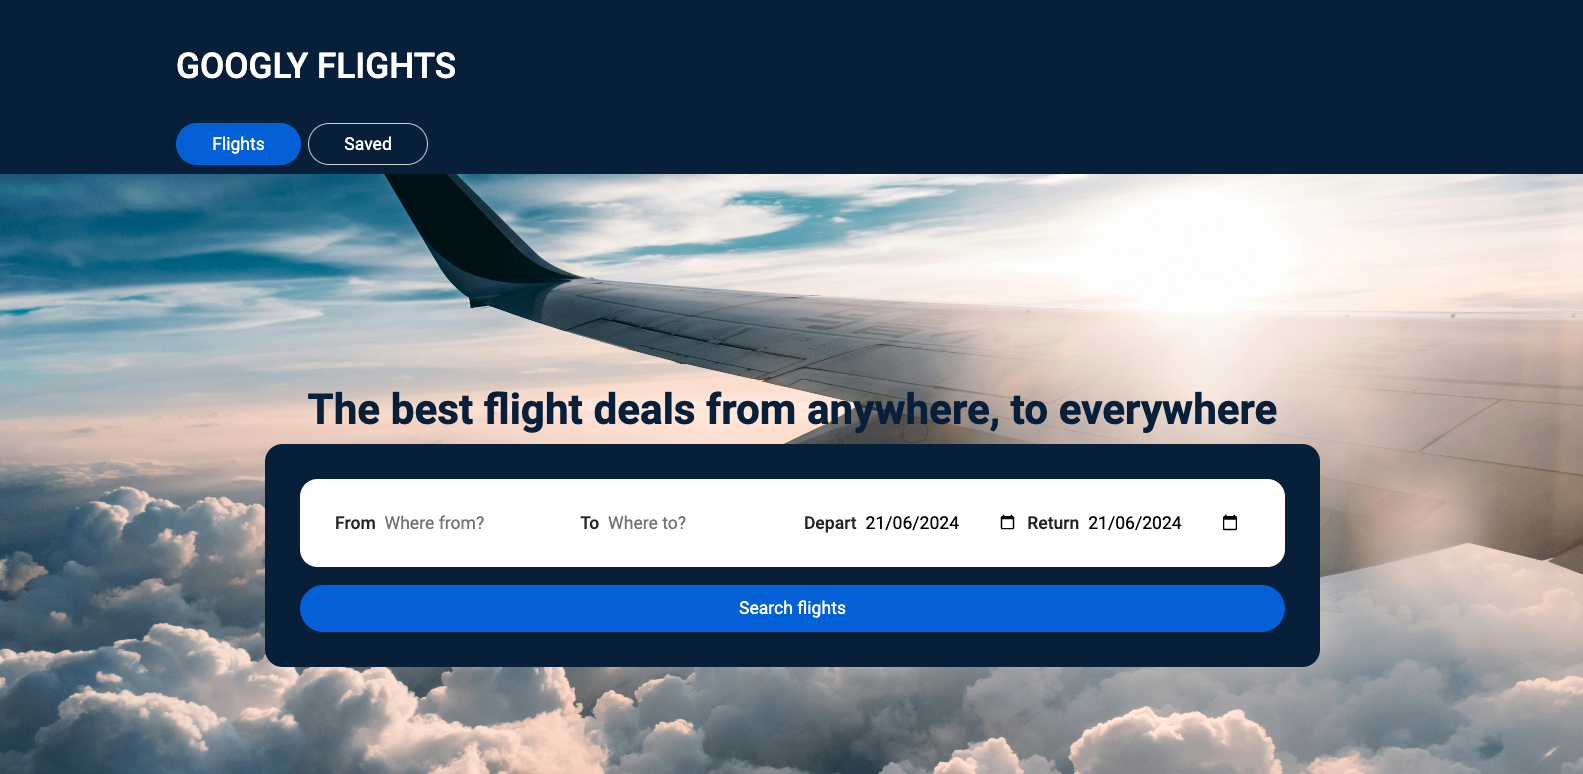 GOOGLY FLIGHTS
Flights Saved
The best flight deals from anywhere, to everywhere
From Where from? To Where to? Depart 21/06/2024 Return 21/06/2024
Search flights